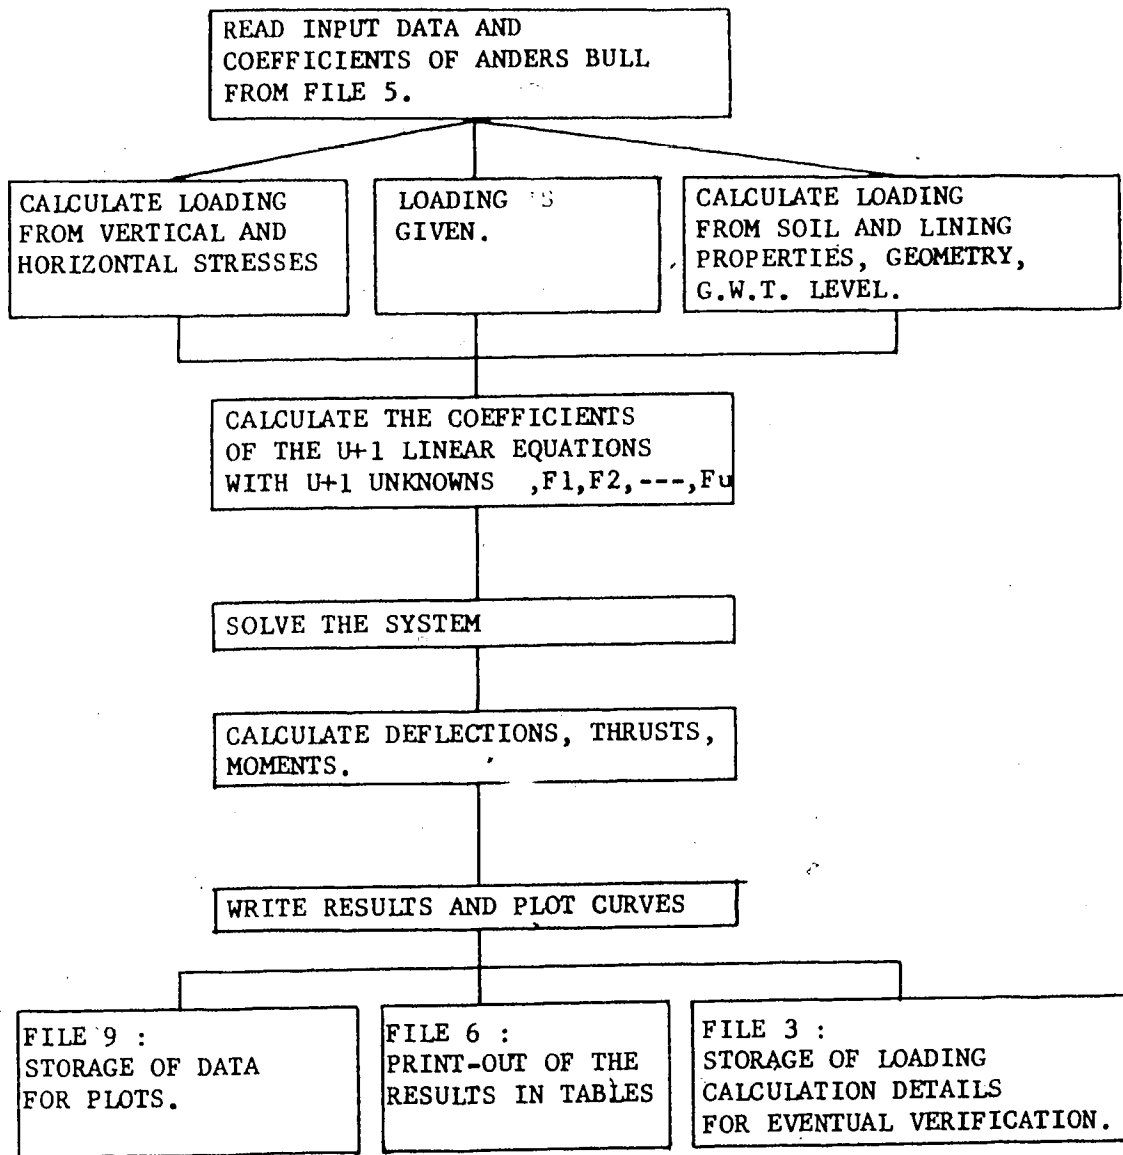 READ INPUT DATA AND
COEFFICIENTS OF ANDERS BULL
FROM FILE 5.
CALCULATE LOADING
FROM VERTICAL AND
HORIZONTAL STRESSES
LOADING
GIVEN.
CALCULATE LOADING
FROM SOIL AND LINING
PROPERTIES, GEOMETRY,
G.W.T. LEVEL.
CALCULATE THE COEFFICIENTS
OF THE U+1 LINEAR EQUATIONS
WITH U+1 UNKNOWNS ,F1,F2,---,Fu
SOLVE THE SYSTEM
CALCULATE DEFLECTIONS, THRUSTS,
MOMENTS.
WRITE RESULTS AND PLOT CURVES
FILE 9 :
STORAGE OF DATA
FOR PLOTS.
FILE 6 :
PRINT-OUT OF THE
RESULTS IN TABLES
FILE 3 :
STORAGE OF LOADING
CALCULATION DETAILS
FOR EVENTUAL VERIFICATION.